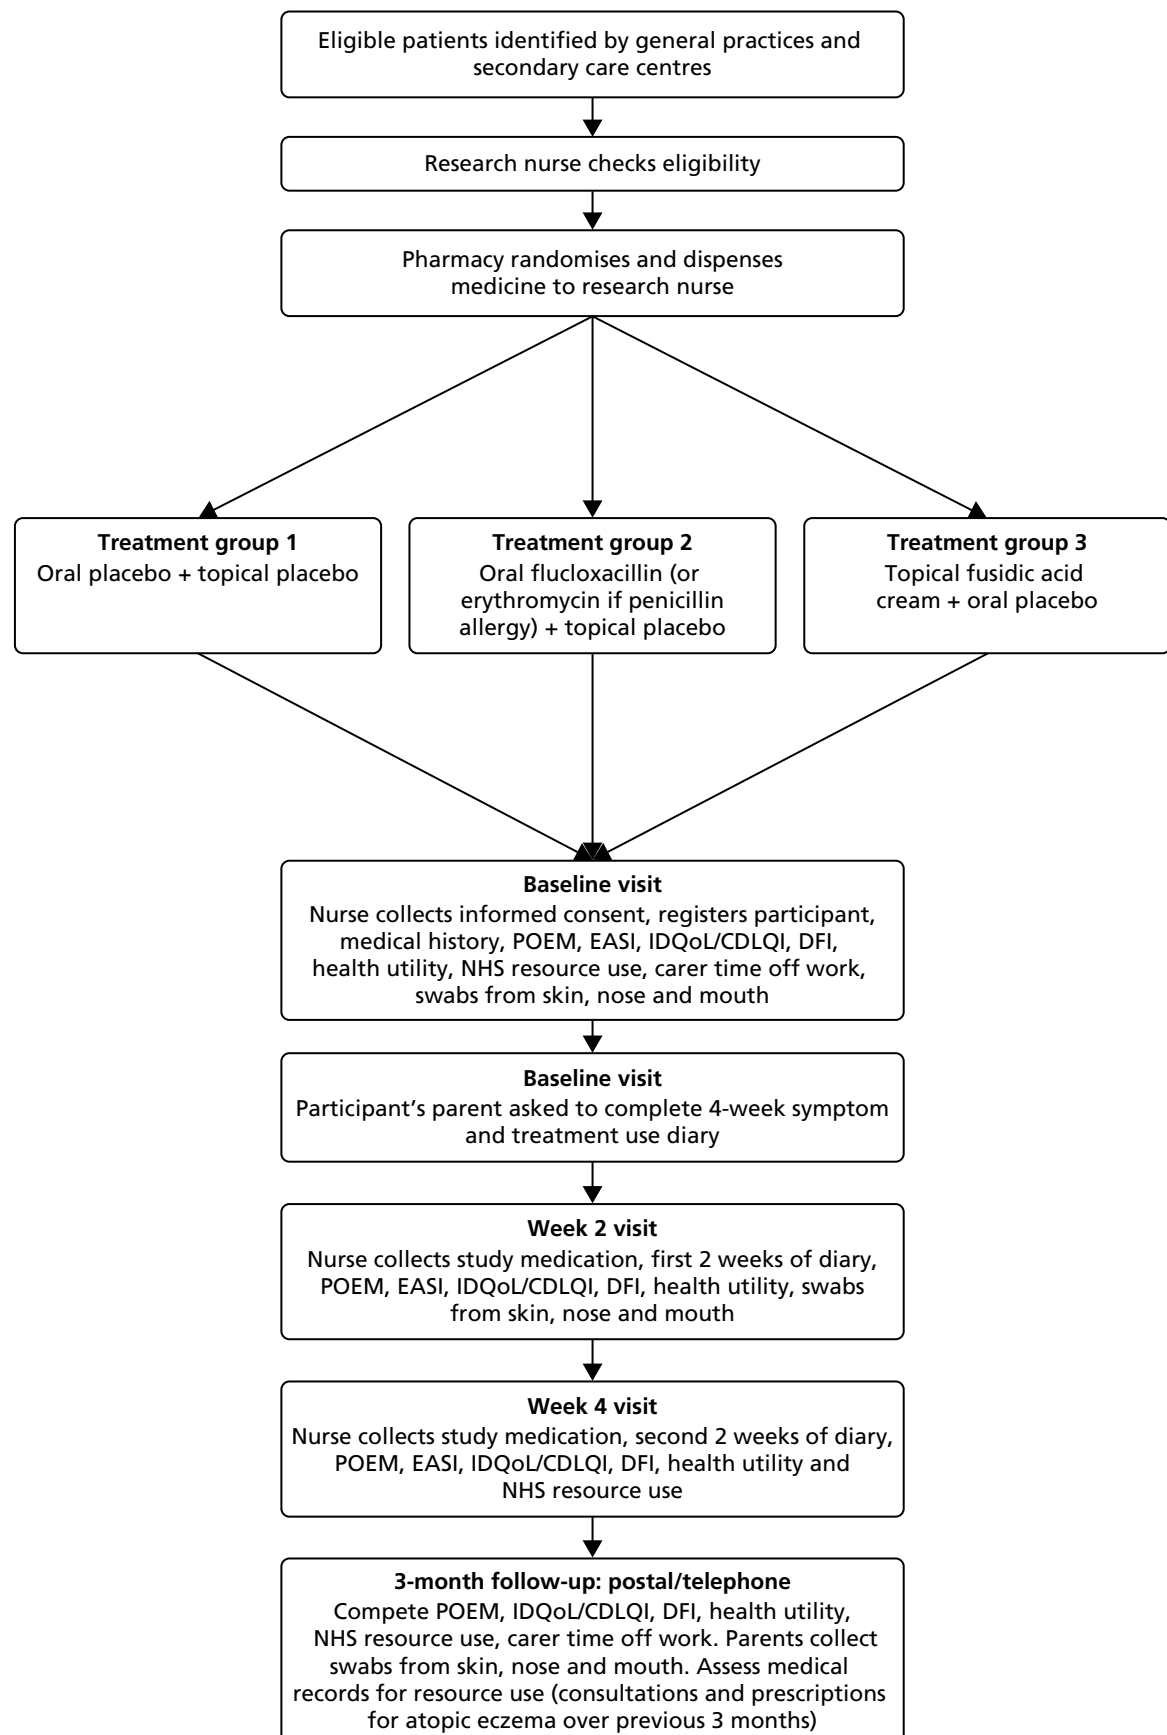 Eligible patients identified by general practices and
secondary care centres
Research nurse checks eligibility
Pharmacy randomises and dispenses
medicine to research nurse
Treatment group 1
Oral placebo + topical placebo
Treatment group 2
Oral flucloxacillin (or
erythromycin if penicillin
allergy) + topical placebo
Treatment group 3
Topical fusidic acid
cream + oral placebo
Baseline visit
Nurse collects informed consent, registers participant,
medical history, POEM, EASI, IDQoL/CDLQI, DFI,
health utility, NHS resource use, carer time off work,
swabs from skin, nose and mouth
Baseline visit
Participant's parent asked to complete 4-week symptom
and treatment use diary
Week 2 visit
Nurse collects study medication, first 2 weeks of diary,
POEM, EASI, IDQoL/CDLQI, DFI, health utility, swabs
from skin, nose and mouth
Week 4 visit
Nurse collects study medication, second 2 weeks of diary,
POEM, EASI, IDQoL/CDLQI, DFI, health utility and
NHS resource use
3-month follow-up: postal/telephone
Compete POEM, IDQoL/CDLQI, DFI, health utility,
NHS resource use, carer time off work. Parents collect
swabs from skin, nose and mouth. Assess medical
records for resource use (consultations and prescriptions
for atopic eczema over previous 3 months)